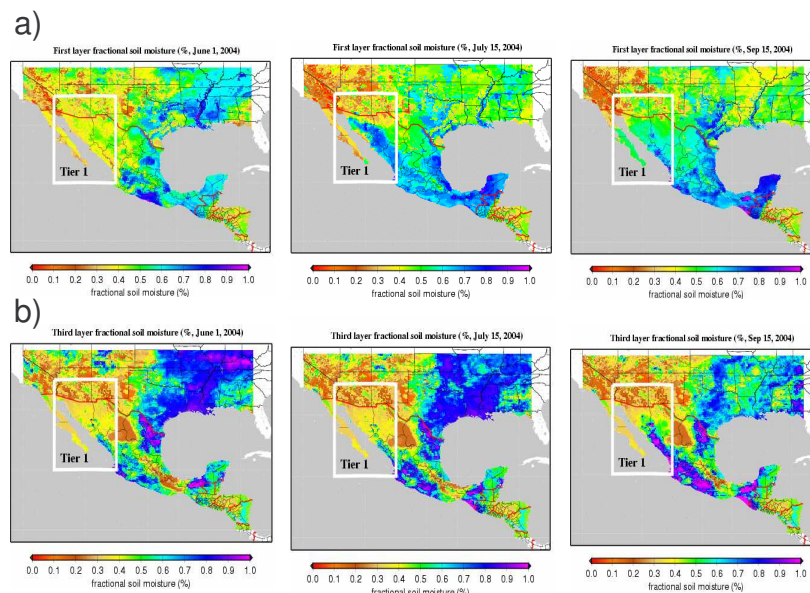 a)
First layer fractional soil moisture (%, June 1, 2004)
First layer fractional soil moisture (%, July 15, 2004)
First layer fractional soil moisture (%, Sep 15, 2004)
Tier 1
Tier 1
Tier 1
0.0 0.1 0.2 0.3 0.4 0.5 0.6 0.7 0.8 0.9 1.0
0.0 0.1 0.2 0.3 0.4 0.5 0.6 0.7 0.8 0.9 1.0
0.0 0.1 0.2 0.3 0.4 0.5 0.6 0.7 0.8 0.9 1.0
fractional soil moisture (%)
fractional soil moisture (%)
fractional soil moisture (%)
b)
Third layer fractional soil moisture (%, June 1, 2004)
Third layer fractional soil moisture (%, July 15, 2004)
Third layer fractional soil moisture (%, Sep 15, 2004)
Tier 1
Tier 1
Tier 1
0.0 0.1 0.2 0.3 0.4 0.5 0.6 0.7 0.8 0.9 1.0
0.0 0.1 0.2 0.3 0.4 0.5 0.6 0.7 0.8 0.9 1.0
0.0 0.1 0.2 0.3 0.4 0.5 0.6 0.7 0.8 0.9 1.0
fractional soil moisture (%)
fractional soil moisture (%)
fractional soil moisture (%)